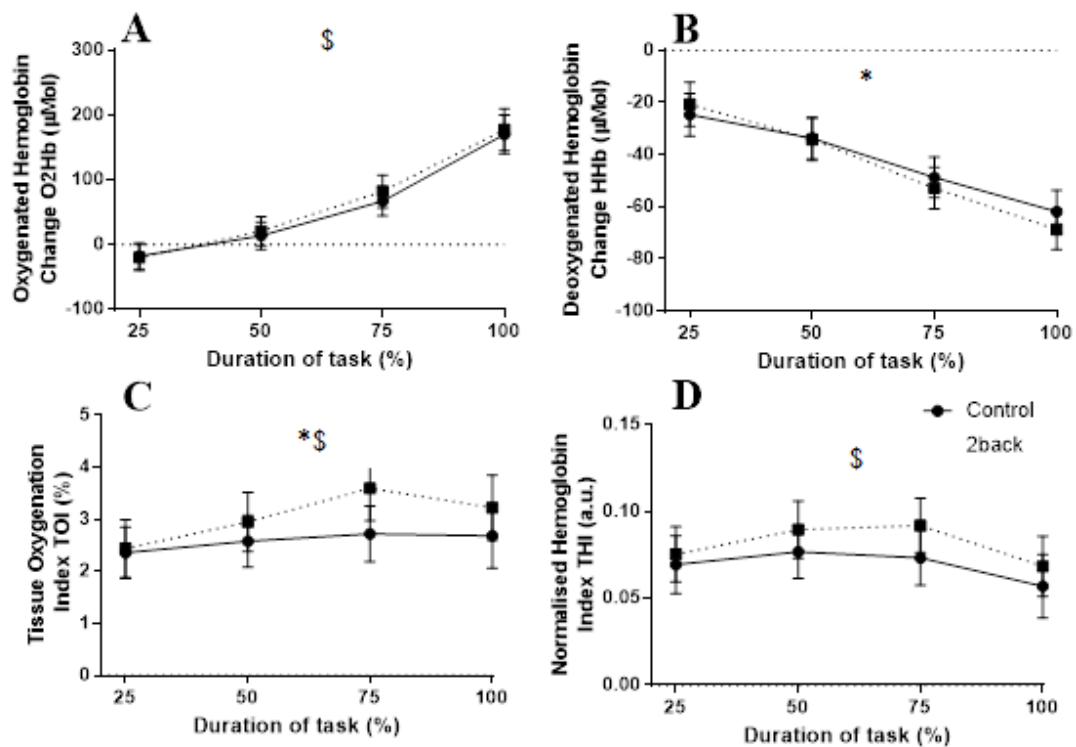 A
$
300
200
100
0
-100
25 50 75 100
Oxygenated Hemoglobin
Change O2Hb (µMol)
Duration of task (%)
B
*
0
-20
-40
-60
-80
-100
25 50 75 100
Deoxygenated Hemoglobin
Change HHb (µMol)
Duration of task (%)
C
*$
5
4
3
2
1
0
25 50 75 100
Tissue Oxygenation
Index TOI (%)
Duration of task (%)
D
Control
2back
$
0.15
0.10
0.05
0.00
25 50 75 100
Normalised Hemoglobin
Index THI (a.u.)
Duration of task (%)